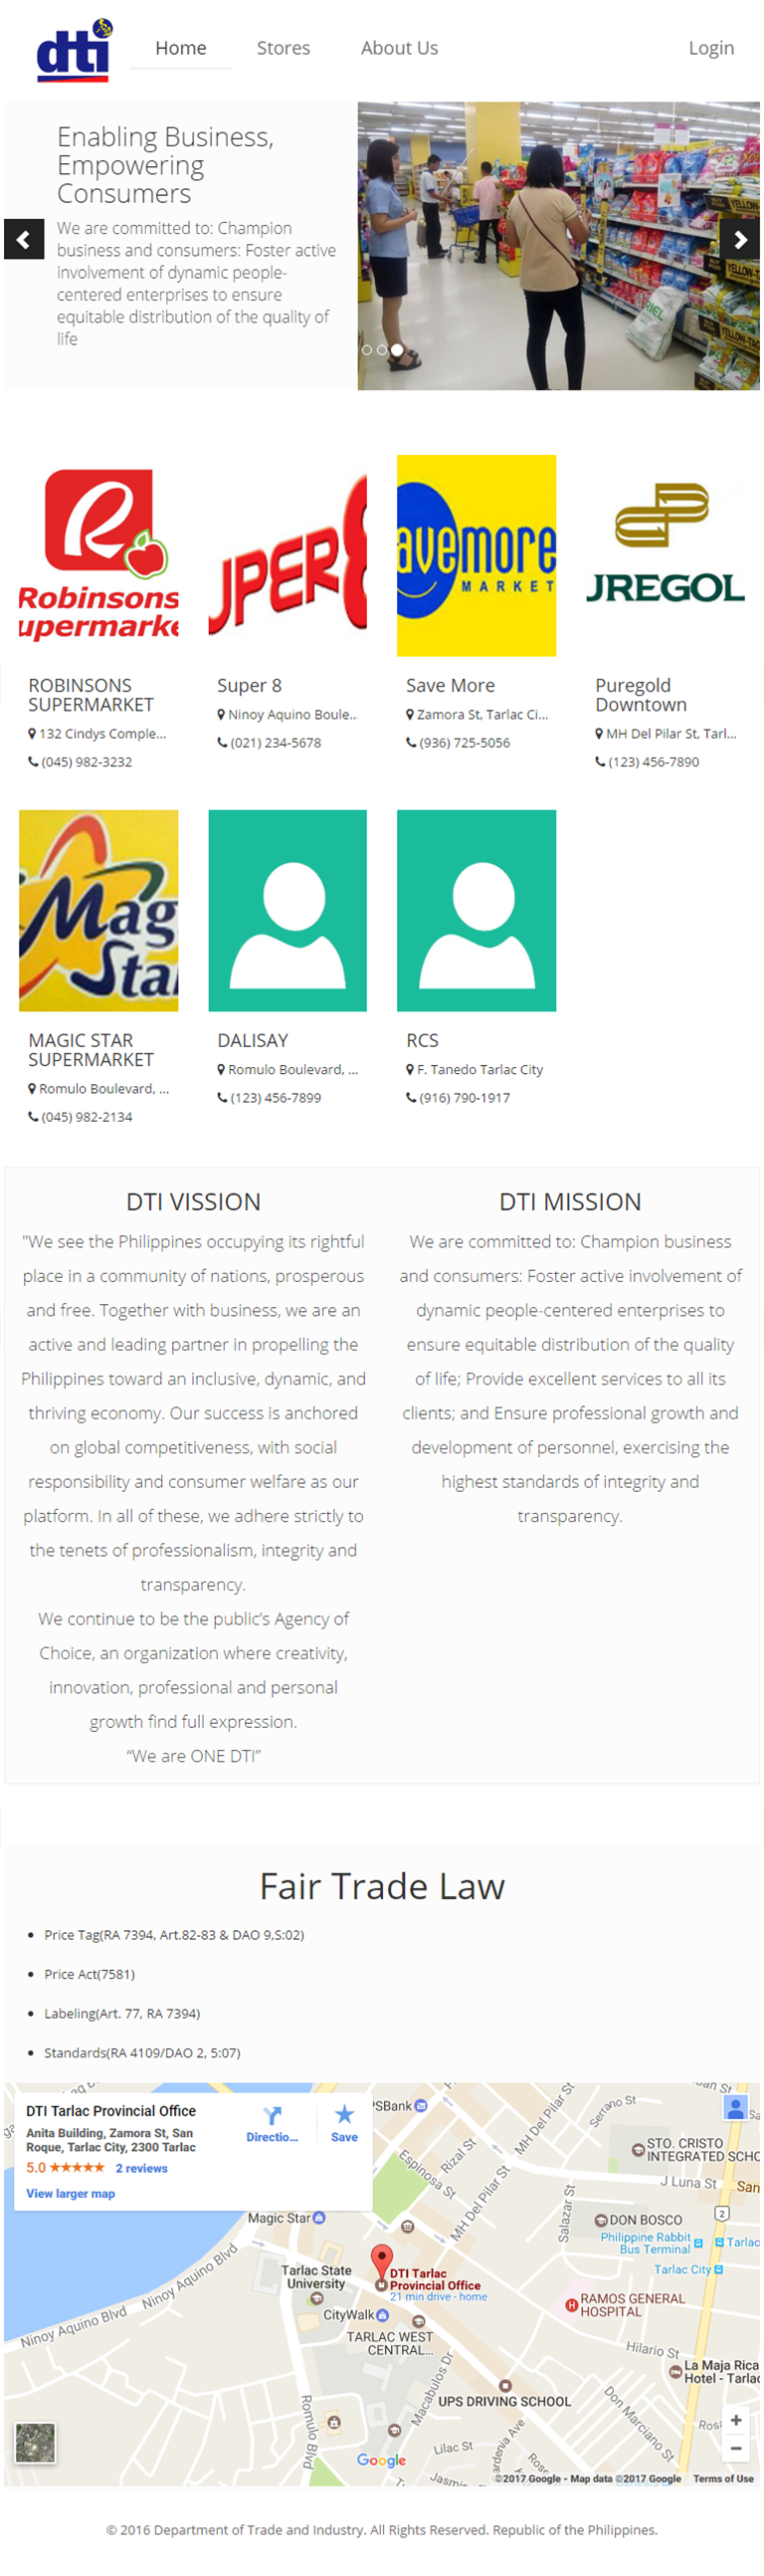 dti
Home
Stores
About Us
Login
Enabling Business,
Empowering
Consumers
We are committed to: Champion
business and consumers: Foster active
involvement of dynamic people-
centered enterprises to ensure
equitable distribution of the quality of
life
YELLOW-TAG
RIEL
Robinsons
upermarke
UPER8
avemore
MARKET
UREGOL
ROBINSONS
SUPERMARKET
132 Cindys Comple...
(045) 982-3232
Super 8
Ninoy Aquino Boule...
(021) 234-5678
Save More
Zamora St, Tarlac Ci...
(936) 725-5056
Puregold
Downtown
MH Del Pilar St, Tarl...
(123) 456-7890
Mag
Sta
MAGIC STAR
SUPERMARKET
Romulo Boulevard, ...
(045) 982-2134
DALISAY
Romulo Boulevard, ...
(123) 456-7899
RCS
F. Tanedo Tarlac City
(916) 790-1917
DTI VISSION
"We see the Philippines occupying its rightful
place in a community of nations, prosperous
and free. Together with business, we are an
active and leading partner in propelling the
Philippines toward an inclusive, dynamic, and
thriving economy. Our success is anchored
on global competitiveness, with social
responsibility and consumer welfare as our
platform. In all of these, we adhere strictly to
the tenets of professionalism, integrity and
transparency.
We continue to be the public’s Agency of
Choice, an organization where creativity,
innovation, professional and personal
growth find full expression.
“We are ONE DTI”
DTI MISSION
We are committed to: Champion business
and consumers: Foster active involvement of
dynamic people-centered enterprises to
ensure equitable distribution of the quality
of life; Provide excellent services to all its
clients; and Ensure professional growth and
development of personnel, exercising the
highest standards of integrity and
transparency.
Fair Trade Law
Price Tag(RA 7394, Art.82-83 & DAO 9,S:02)
Price Act(7581)
Labeling(Art. 77, RA 7394)
Standards(RA 4109/DAO 2, 5:07)
DTI Tarlac Provincial Office
Anita Building, Zamora St, San
Roque, Tarlac City, 2300 Tarlac
5.0 ★★★★★ 2 reviews
View larger map
Directio...
Save
PSBank
MH Del Pilar St
Serrano St
STO. CRISTO
INTEGRATED SCHO
Rizal St
Espinosa St
MH Del Pilar St
J Luna St
San
Salazar St
2
Magic Star
DON BOSCO
Philippine Rabbit
Bus Terminal
Tarlac
Tarlac City
Ninoy Aquino Blvd
Ninoy Aquino Blvd
Tarlac State
University
DTI Tarlac
Provincial Office
21 min drive - home
CityWalk
RAMOS GENERAL
HOSPITAL
TARLAC WEST
CENTRAL...
Hilario St
La Maja Rica
Hotel - Tarlac
Macabulos Dr
UPS DRIVING SCHOOL
Don Marciano St
Romulo Blvd
Lilac St
Google
©2017 Google - Map data ©2017 Google
Terms of Use
© 2016 Department of Trade and Industry. All Rights Reserved. Republic of the Philippines.